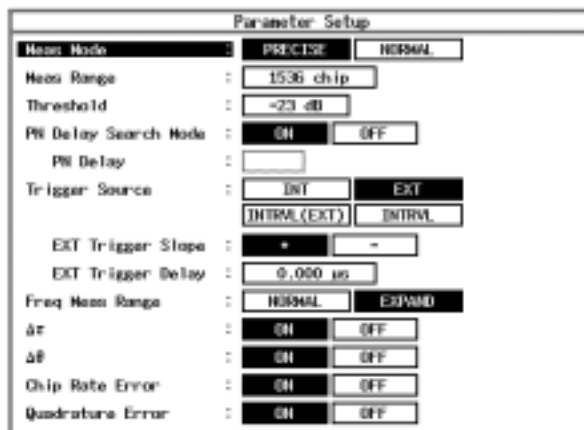 Parameter Setup
Meas Mode : PRECISE NORMAL
Meas Range : 1536 chip
Threshold : -23 dB
PN Delay Search Mode : ON OFF
PN Delay :
Trigger Source : INT EXT
INTRVL(EXT) INTRVL
EXT Trigger Slope : + -
EXT Trigger Delay : 0.000 µs
Freq Meas Range : NORMAL EXPAND
Δτ : ON OFF
Δθ : ON OFF
Chip Rate Error : ON OFF
Quadrature Error : ON OFF